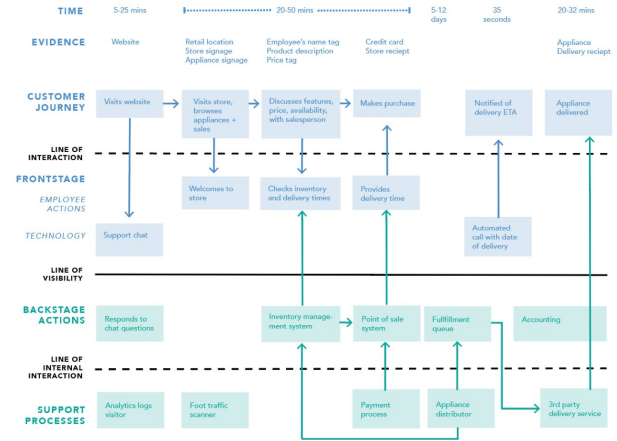 TIME
5-25 mins
20-50 mins
5-12
days
35
seconds
20-32 mins
EVIDENCE
Website
Retail location
Store signage
Appliance signage
Employee's name tag
Product description
Price tag
Credit card
Store reciept
Appliance
Delivery reciept
CUSTOMER
JOURNEY
Visits website
Visits store,
browses
appliances +
sales
Discusses features,
price, availability,
with salesperson
Makes purchase
Notified of
delivery ETA
Appliance
delivered
LINE OF
INTERACTION
FRONTSTAGE
EMPLOYEE
ACTIONS
Welcomes to
store
Checks inventory
and delivery times
Provides
delivery time
TECHNOLOGY
Support chat
Automated
call with date
of delivery
LINE OF
VISIBILITY
BACKSTAGE
ACTIONS
Responds to
chat questions
Inventory manage-
ment system
Point of sale
system
Fullfillment
queue
Accounting
LINE OF
INTERNAL
INTERACTION
SUPPORT
PROCESSES
Analytics logs
visitor
Foot traffic
scanner
Payment
process
Appliance
distributor
3rd party
delivery service